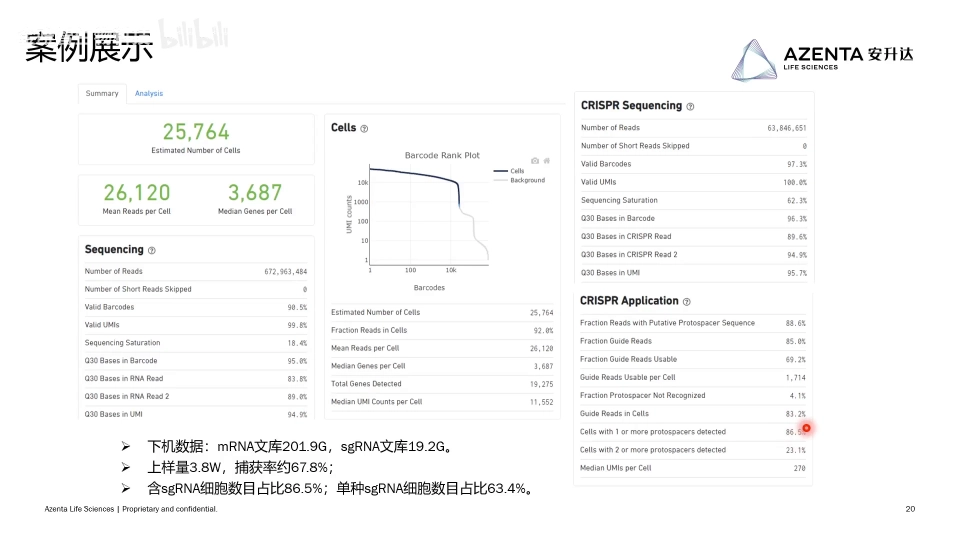 案例展示
bilibili
AZENTA 安升达
LIFE SCIENCES
Summary Analysis
25,764
Estimated Number of Cells
26,120 3,687
Mean Reads per Cell Median Genes per Cell
Sequencing
Number of Reads 672,963,484
Number of Short Reads Skipped 0
Valid Barcodes 90.5%
Valid UMIs 99.8%
Sequencing Saturation 18.4%
Q30 Bases in Barcode 95.0%
Q30 Bases in RNA Read 83.8%
Q30 Bases in RNA Read 2 89.0%
Q30 Bases in UMI 94.9%
Cells
Barcode Rank Plot
Cells
Background
UMI counts
10k
1000
100
10
1
1 100 10k
Barcodes
Estimated Number of Cells 25,764
Fraction Reads in Cells 92.0%
Mean Reads per Cell 26,120
Median Genes per Cell 3,687
Total Genes Detected 19,275
Median UMI Counts per Cell 11,552
CRISPR Sequencing
Number of Reads 63,846,651
Number of Short Reads Skipped 0
Valid Barcodes 97.3%
Valid UMIs 100.0%
Sequencing Saturation 62.3%
Q30 Bases in Barcode 96.3%
Q30 Bases in CRISPR Read 89.6%
Q30 Bases in CRISPR Read 2 94.9%
Q30 Bases in UMI 95.7%
CRISPR Application
Fraction Reads with Putative Protospacer Sequence 88.6%
Fraction Guide Reads 85.0%
Fraction Guide Reads Usable 69.2%
Guide Reads Usable per Cell 1,714
Fraction Protospacer Not Recognized 4.1%
Guide Reads in Cells 83.2%
Cells with 1 or more protospacers detected
Cells with 2 or more protospacers detected 23.1%
Median UMIs per Cell 270
➢ 下机数据：mRNA文库201.9G，sgRNA文库19.2G。
➢ 上样量3.8W，捕获率约67.8%；
➢ 含sgRNA细胞数目占比86.5%；单种sgRNA细胞数目占比63.4%。
Azenta Life Sciences | Proprietary and confidential.
20